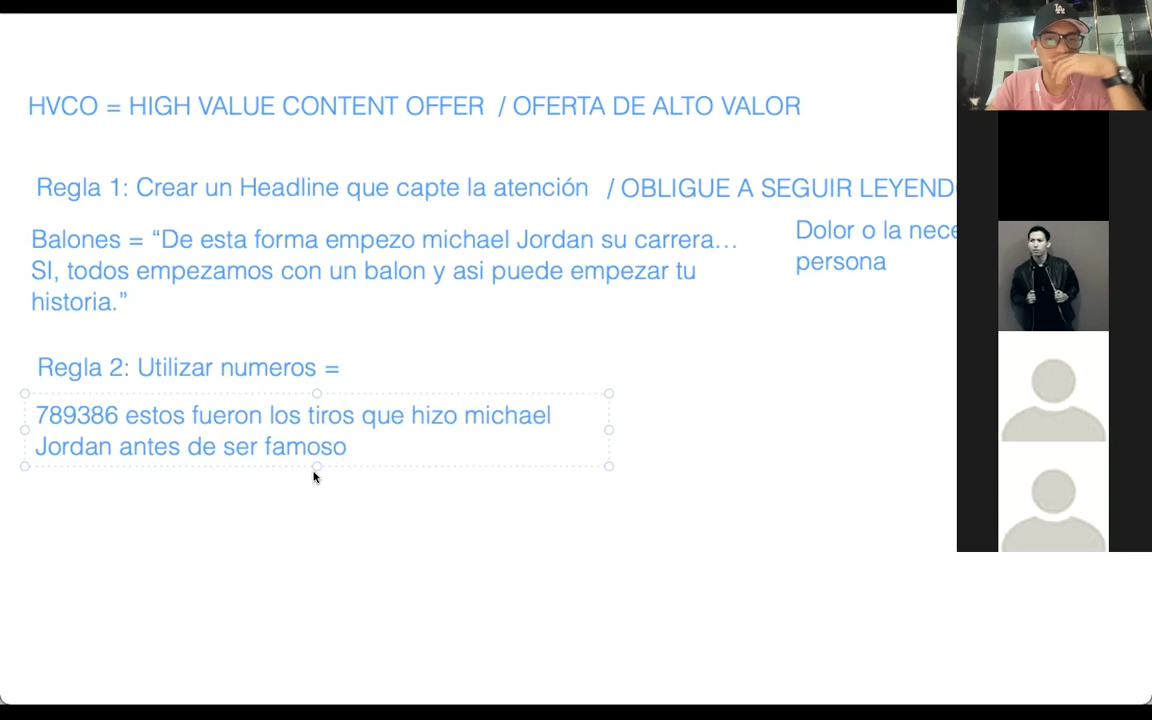 HVCO = HIGH VALUE CONTENT OFFER / OFERTA DE ALTO VALOR
Regla 1: Crear un Headline que capte la atención / OBLIGUE A SEGUIR LEYEND
Balones = “De esta forma empezo michael Jordan su carrera…
SI, todos empezamos con un balon y asi puede empezar tu
historia.”
Dolor o la nece
persona
Regla 2: Utilizar numeros =
789386 estos fueron los tiros que hizo michael
Jordan antes de ser famoso
LA